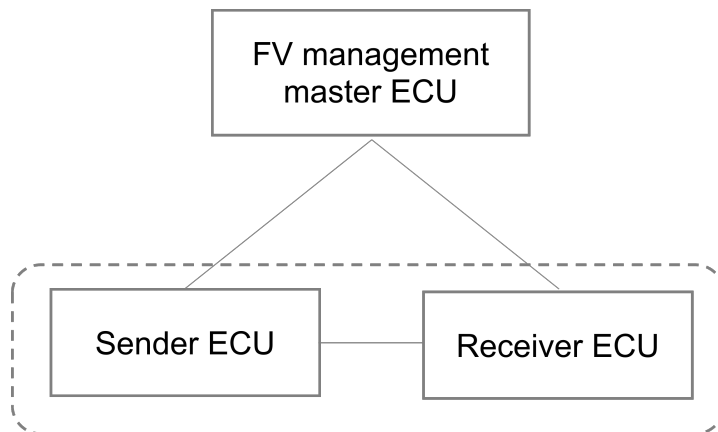 FV management
master ECU
Sender ECU
Receiver ECU